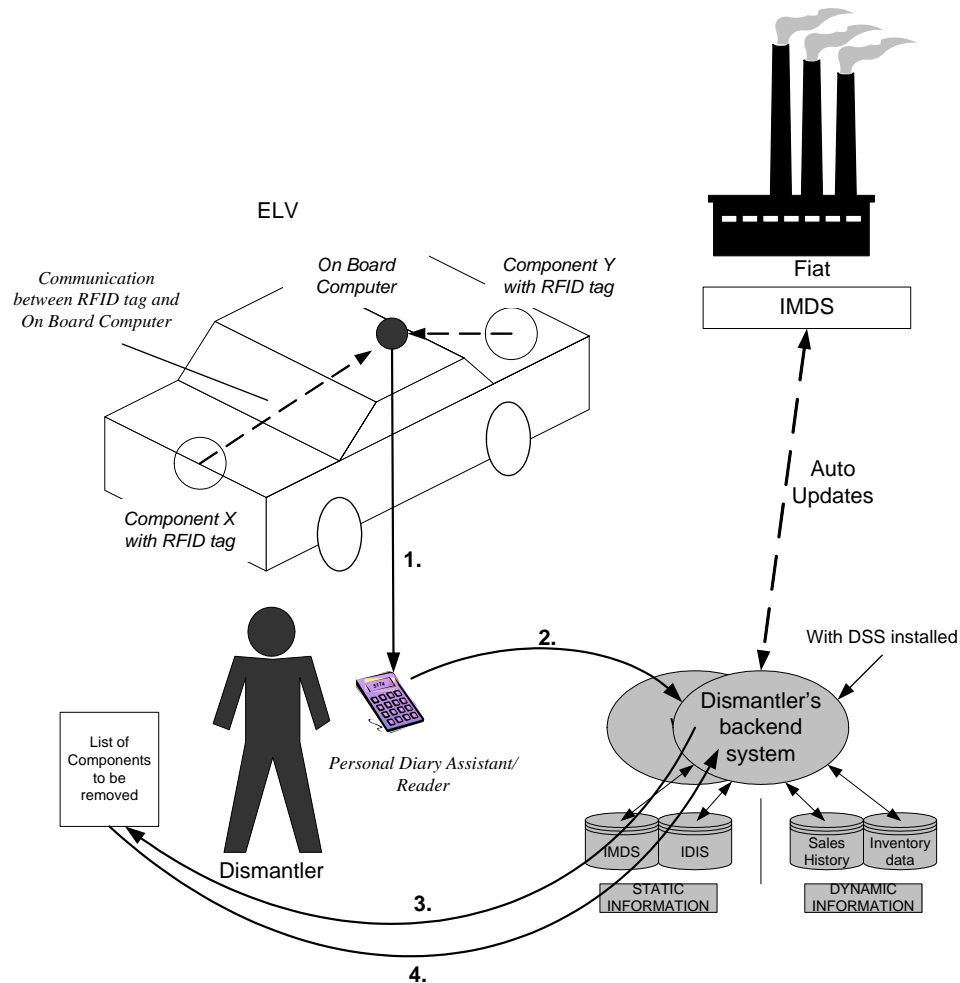 ELV
Communication
between RFID tag and
On Board Computer
On Board
Computer
Component Y
with RFID tag
Component X
with RFID tag
Fiat
IMDS
Auto
Updates
1.
2.
With DSS installed
Dismantler's
backend
system
List of
Components
to be
removed
Personal Diary Assistant/
Reader
Dismantler
IMDS
IDIS
Sales
History
Inventory
data
STATIC
INFORMATION
DYNAMIC
INFORMATION
3.
4.